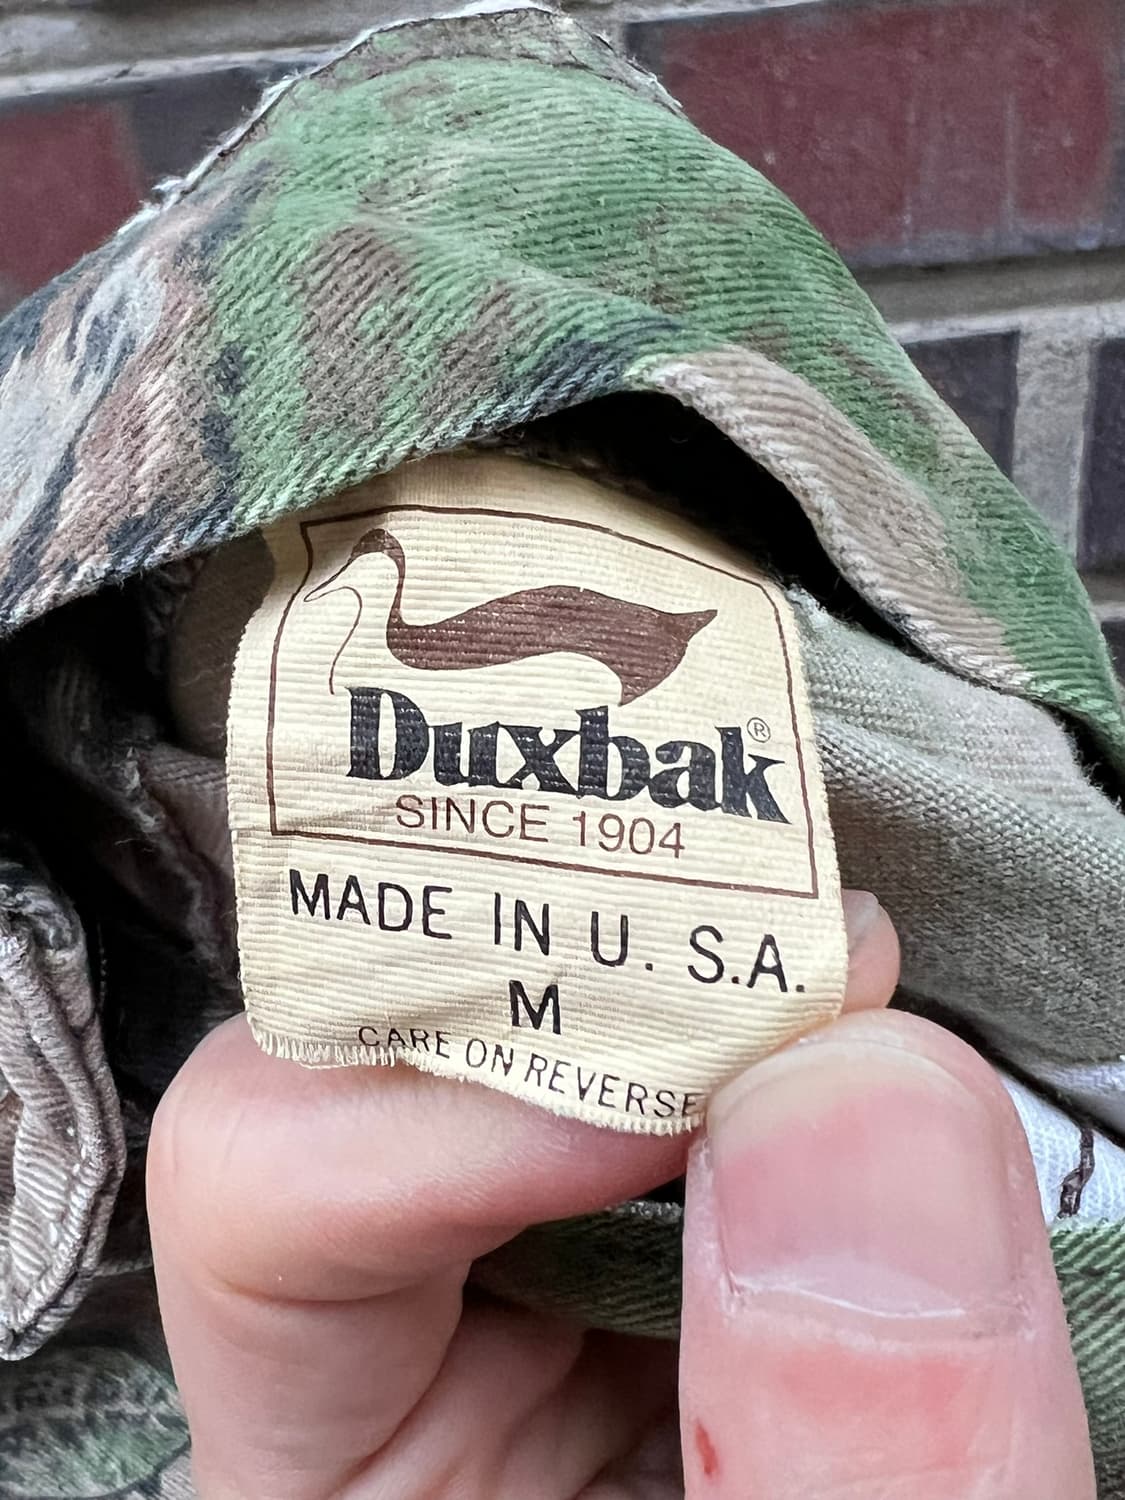 Duxbak®
SINCE 1904
MADE IN U. S.A.
M
CARE ON REVERSE